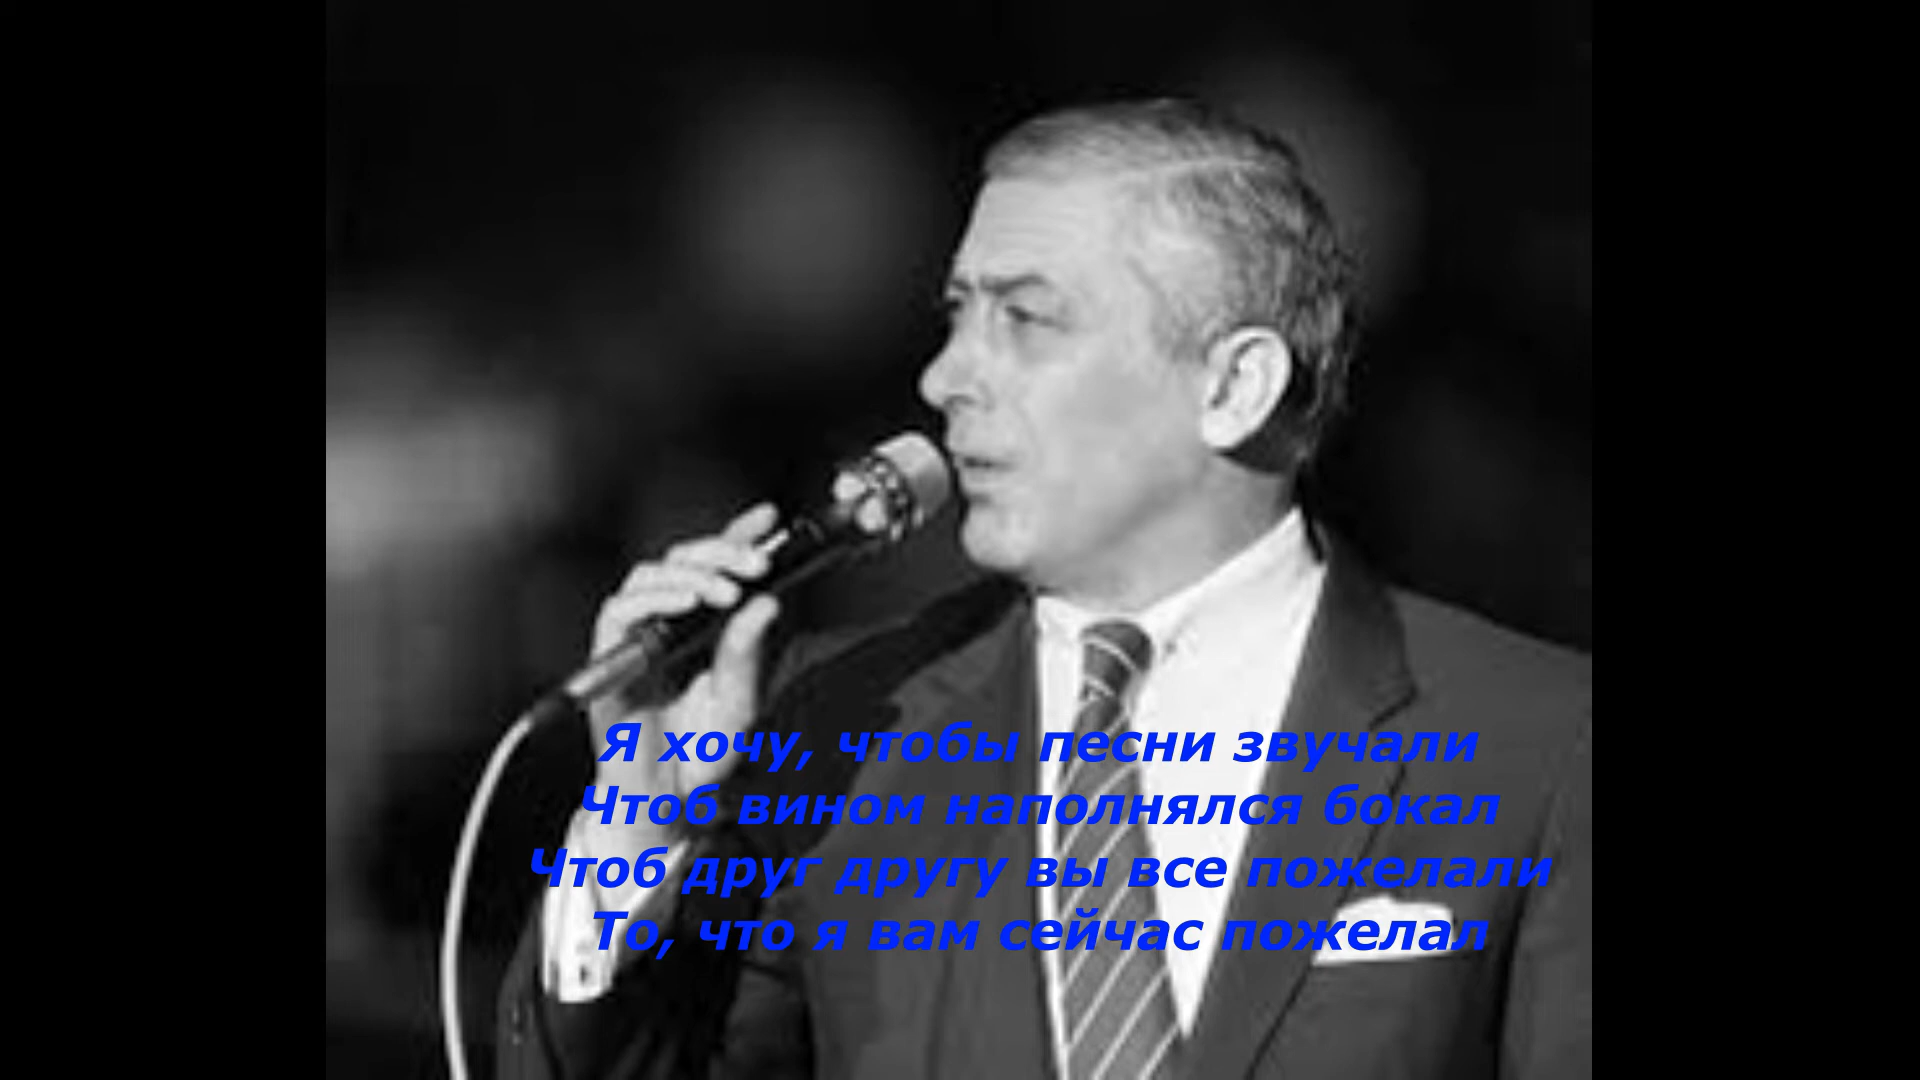 Я хочу, чтобы песни звучали
Чтоб вином наполнялся бокал
Чтоб друг другу вы все пожелали
То, что я вам сейчас пожелал